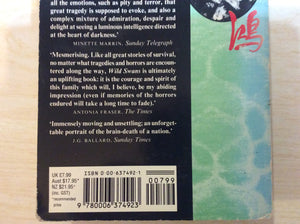 all the emotions, such as pity and terror, that
great tragedy is supposed to evoke, and also a
complex mixture of admiration, despair and
delight at seeing a luminous intelligence directed
at the heart of darkness.'
MINETTE MARRIN, Sunday Telegraph
'Mesmerising. Like all great stories of survival,
no matter what tragedies and horrors are
encountered along the way, Wild Swans is
ultimately an uplifting book: it is the courage and
spirit of this family which will, I believe, be my abiding
impression (even if memories of the horrors
endured will take a long time to fade).'
ANTONIA FRASER, The Times
'Immensely moving and unsettling; an unforget-
table portrait of the brain-death of a nation.'
J.G. BALLARD, Sunday Times
鴻
UK £7.99
Aust $17.95*
NZ $21.95*
(inc. GST)
*recommended
price
ISBN 0-00-637492-1
00799
9 780006 374923